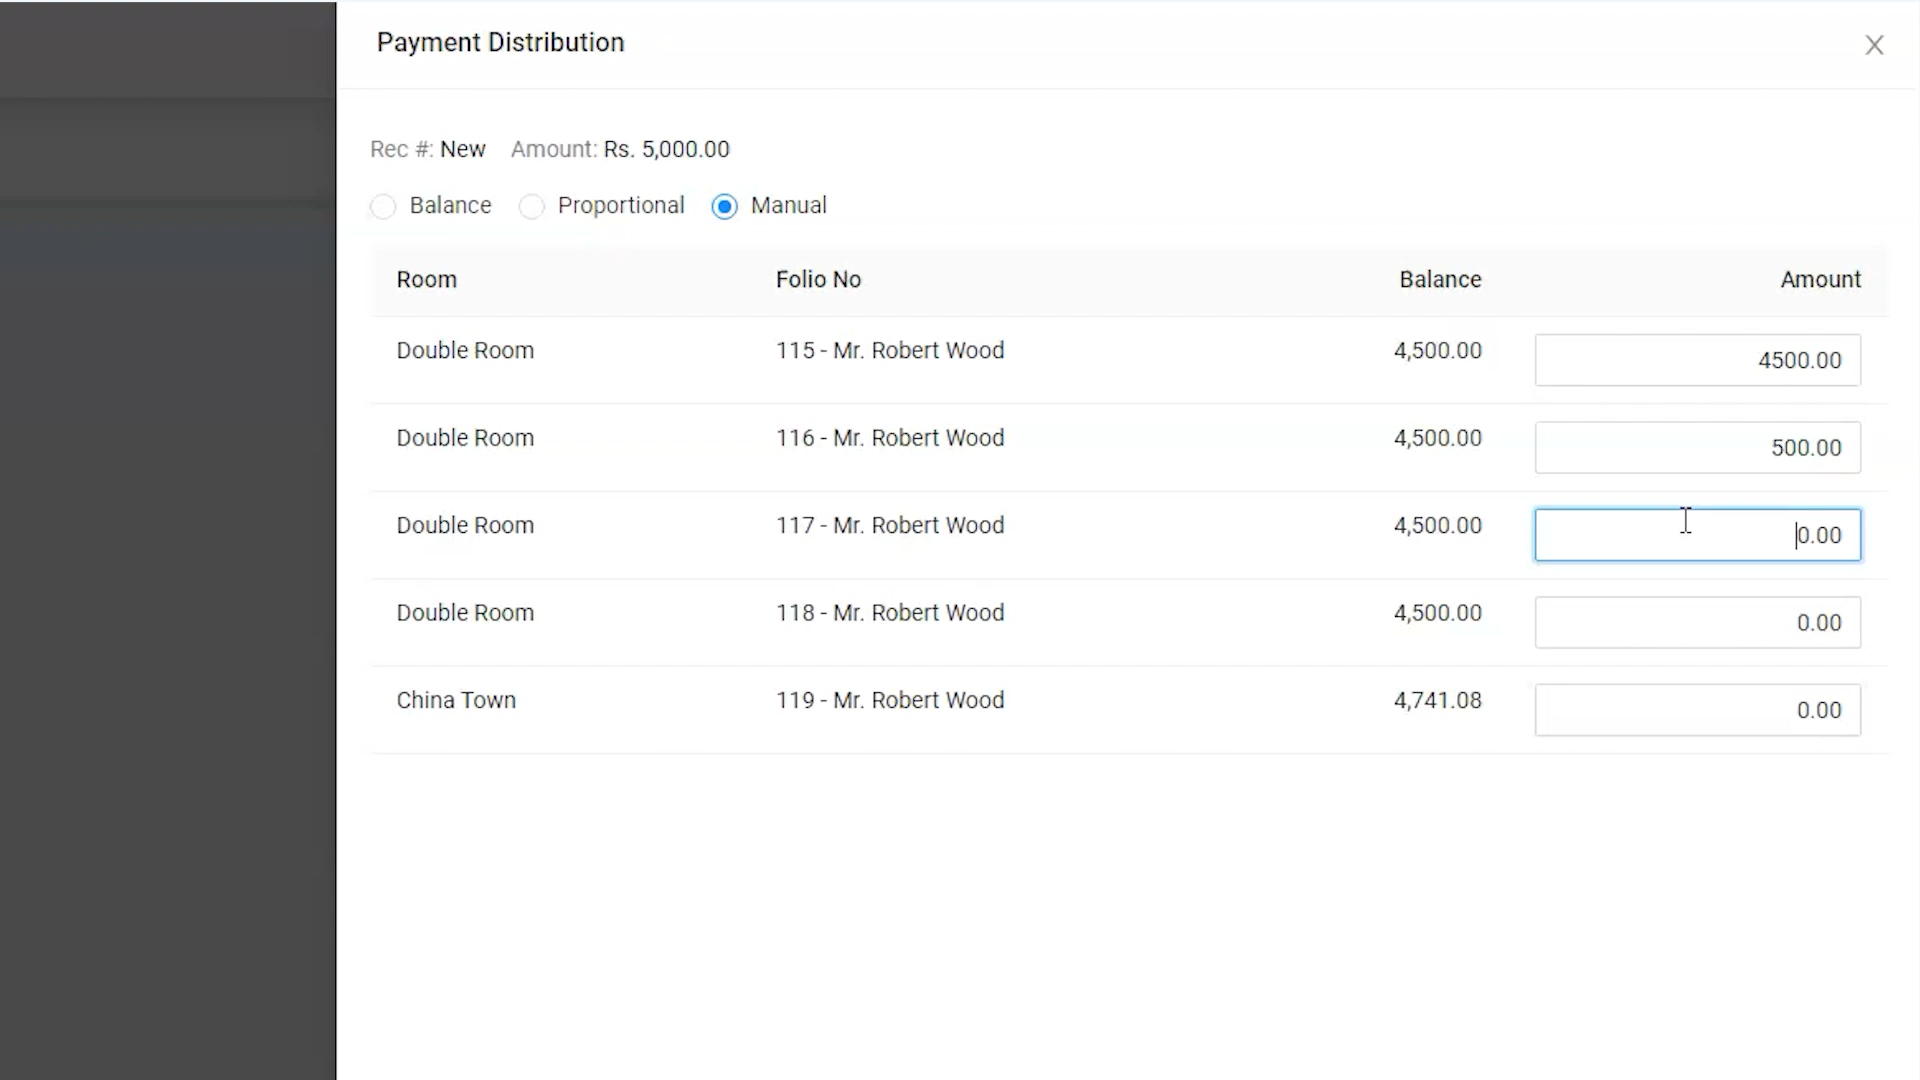 Payment Distribution
Rec #: New Amount: Rs. 5,000.00
Balance Proportional Manual
Room Folio No Balance Amount
Double Room 115 - Mr. Robert Wood 4,500.00 4500.00
Double Room 116 - Mr. Robert Wood 4,500.00 500.00
Double Room 117 - Mr. Robert Wood 4,500.00 0.00
Double Room 118 - Mr. Robert Wood 4,500.00 0.00
China Town 119 - Mr. Robert Wood 4,741.08 0.00